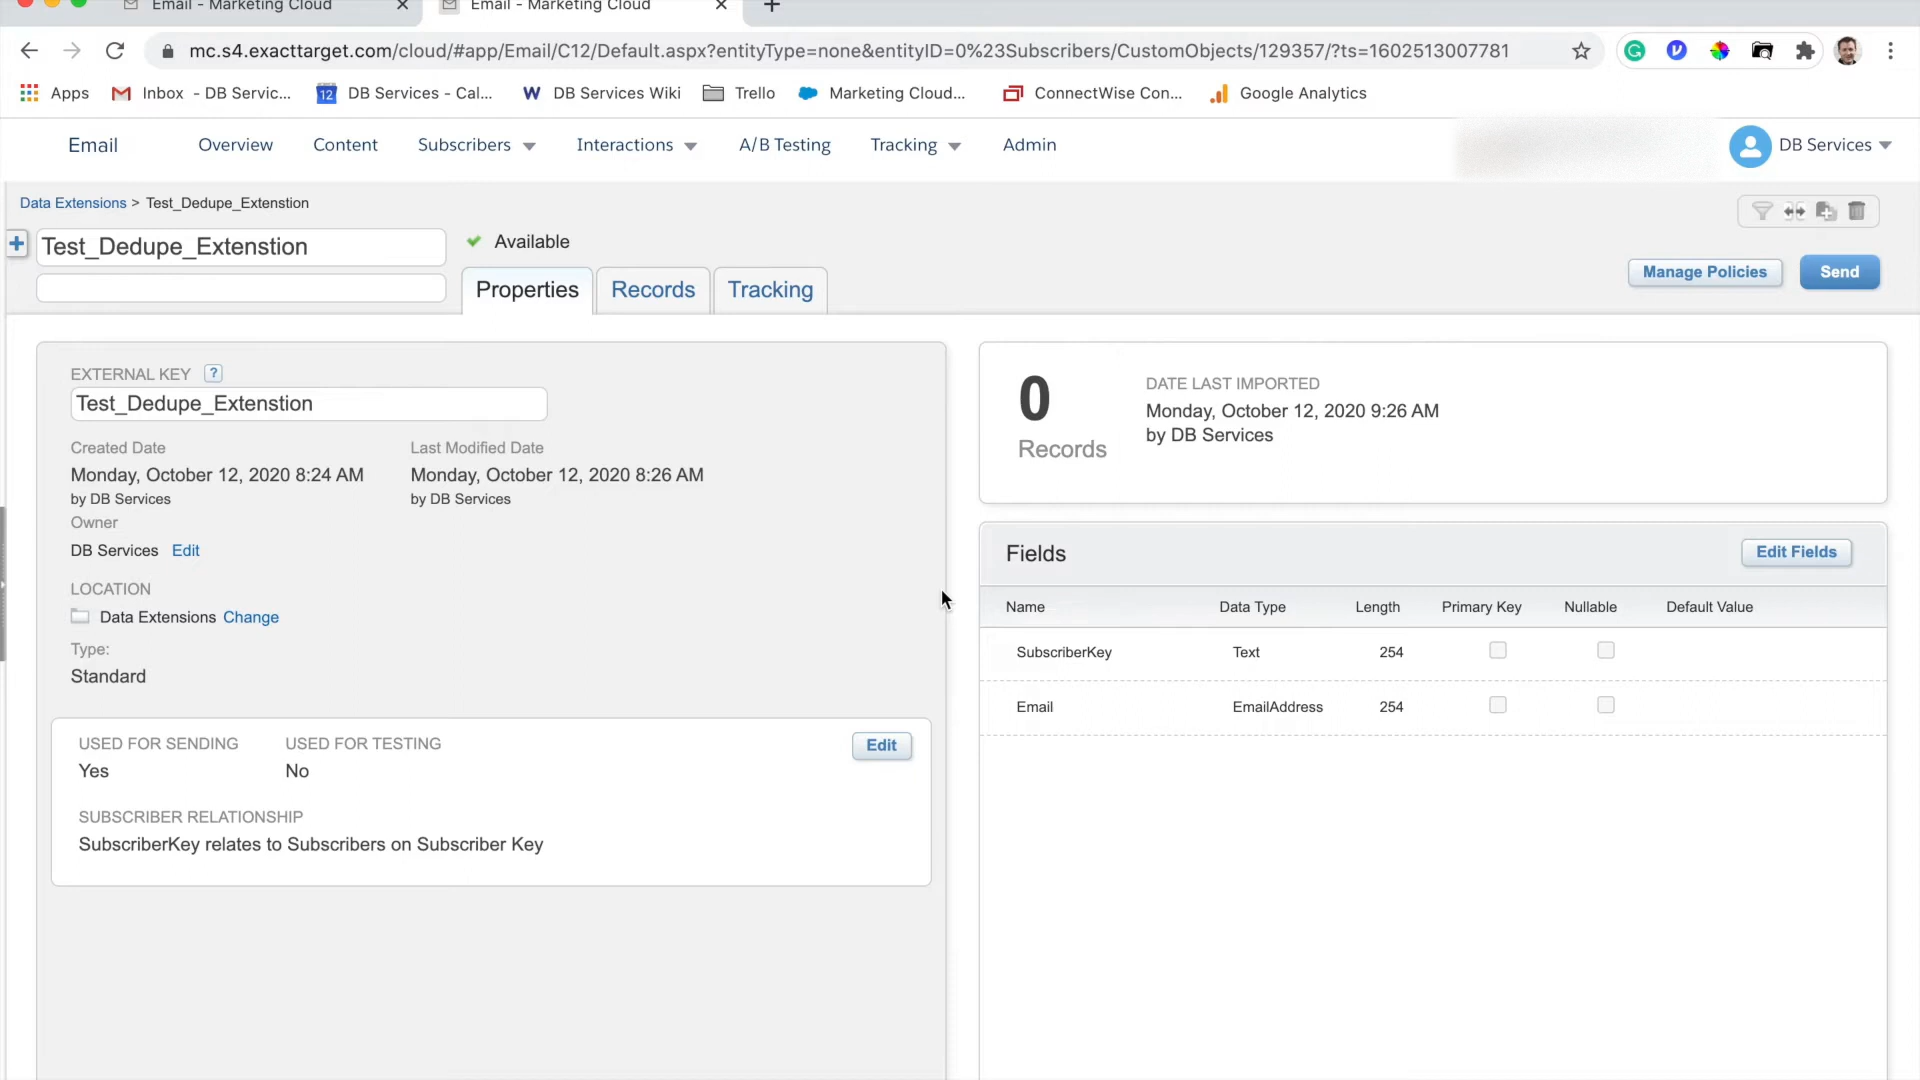 Email - Marketing Cloud
Email - Marketing Cloud
mc.s4.exacttarget.com/cloud/#app/Email/C12/Default.aspx?entityType=none&entityID=0%23Subscribers/CustomObjects/129357/?ts=1602513007781
Apps
Inbox - DB Servic...
12 DB Services - Cal...
W DB Services Wiki
Trello
Marketing Cloud...
ConnectWise Con...
Google Analytics
Email
Overview
Content
Subscribers
Interactions
A/B Testing
Tracking
Admin
DB Services
Data Extensions > Test_Dedupe_Extenstion
Test_Dedupe_Extenstion
Available
Properties
Records
Tracking
Manage Policies
Send
EXTERNAL KEY ?
Test_Dedupe_Extenstion
Created Date
Monday, October 12, 2020 8:24 AM
by DB Services
Last Modified Date
Monday, October 12, 2020 8:26 AM
by DB Services
Owner
DB Services Edit
LOCATION
Data Extensions Change
Type:
Standard
USED FOR SENDING
Yes
USED FOR TESTING
No
Edit
SUBSCRIBER RELATIONSHIP
SubscriberKey relates to Subscribers on Subscriber Key
0
Records
DATE LAST IMPORTED
Monday, October 12, 2020 9:26 AM
by DB Services
Fields
Edit Fields
Name Data Type Length Primary Key Nullable Default Value
SubscriberKey Text 254
Email EmailAddress 254